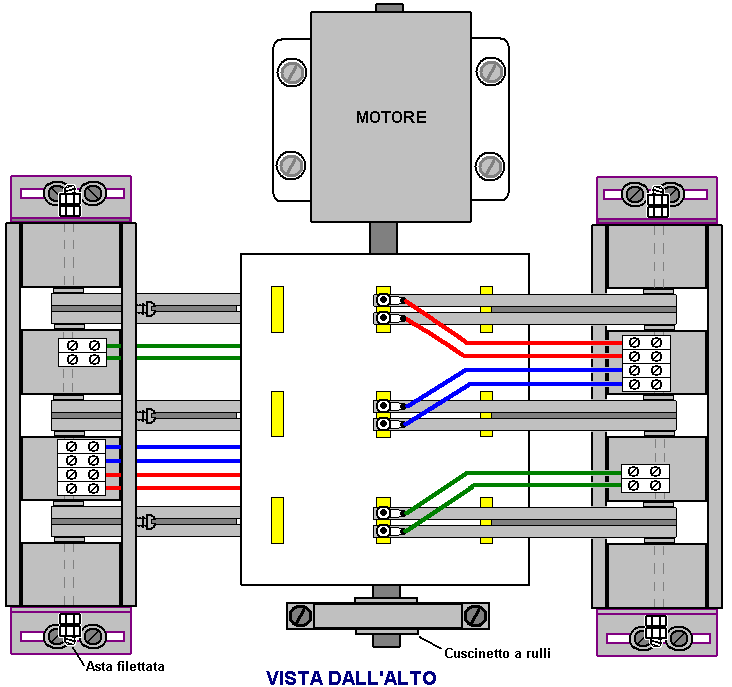 MOTORE
Asta filettata
Cuscinetto a rulli
VISTA DALL'ALTO